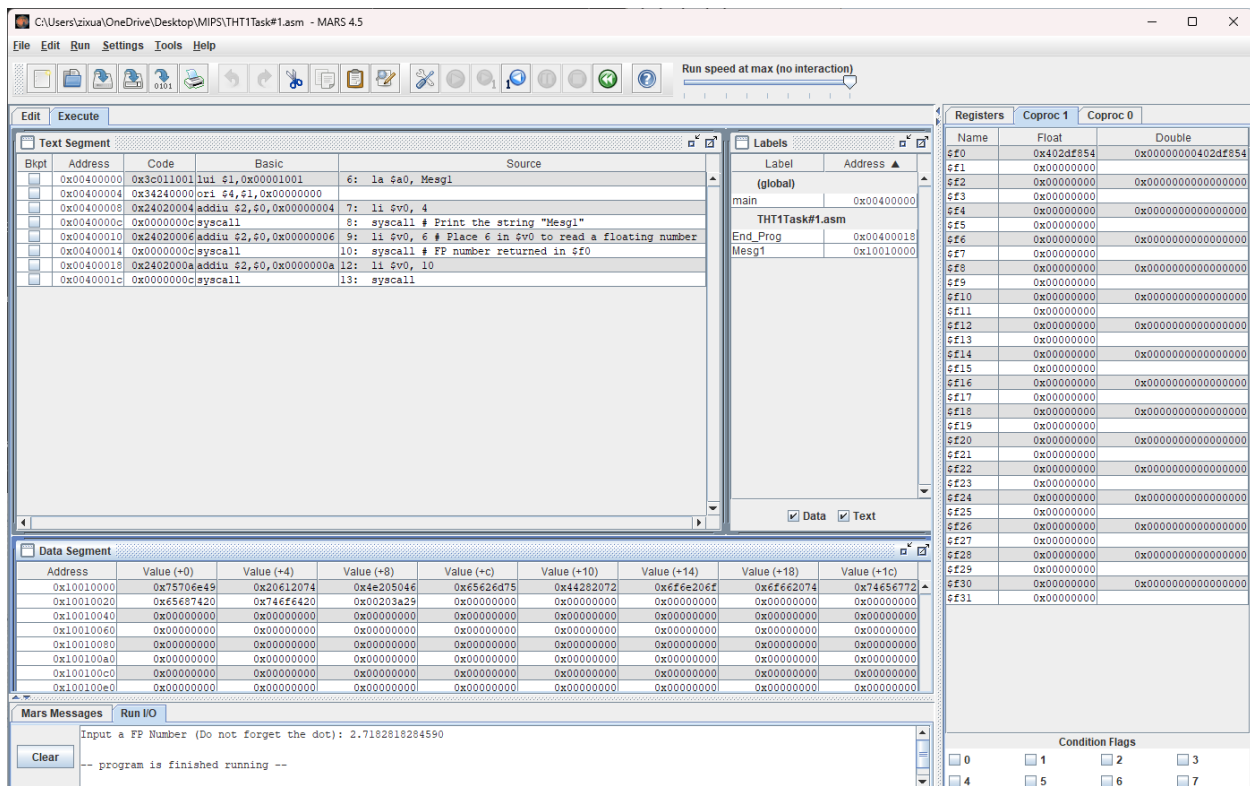 C:\Users\zixua\OneDrive\Desktop\MIPS\THT1Task#1.asm - MARS 4.5
File Edit Run Settings Tools Help
Run speed at max (no interaction)
Edit Execute
Text Segment
Bkpt Address Code Basic Source
0x00400000 0x3c011001 lui $1,0x00001001 6: la $a0, Mesg1
0x00400004 0x34240000 ori $4,$1,0x00000000
0x00400008 0x24020004 addiu $2,$0,0x00000004 7: li $v0, 4
0x0040000c 0x0000000c syscall 8: syscall # Print the string "Mesg1"
0x00400010 0x24020006 addiu $2,$0,0x00000006 9: li $v0, 6 # Place 6 in $v0 to read a floating number
0x00400014 0x0000000c syscall 10: syscall # FP number returned in $f0
0x00400018 0x2402000a addiu $2,$0,0x0000000a 12: li $v0, 10
0x0040001c 0x0000000c syscall 13: syscall
Labels
Label Address ▲
(global)
main 0x00400000
THT1Task#1.asm
End_Prog 0x00400018
Mesg1 0x10010000
Data Text
Data Segment
Address Value (+0) Value (+4) Value (+8) Value (+c) Value (+10) Value (+14) Value (+18) Value (+1c)
0x10010000 0x75706e49 0x20612074 0x4e205046 0x65626d75 0x44282072 0x6f6e206f 0x6f662074 0x74656772
0x10010020 0x65687420 0x746f6420 0x00203a29 0x00000000 0x00000000 0x00000000 0x00000000 0x00000000
0x10010040 0x00000000 0x00000000 0x00000000 0x00000000 0x00000000 0x00000000 0x00000000 0x00000000
0x10010060 0x00000000 0x00000000 0x00000000 0x00000000 0x00000000 0x00000000 0x00000000 0x00000000
0x10010080 0x00000000 0x00000000 0x00000000 0x00000000 0x00000000 0x00000000 0x00000000 0x00000000
0x100100a0 0x00000000 0x00000000 0x00000000 0x00000000 0x00000000 0x00000000 0x00000000 0x00000000
0x100100c0 0x00000000 0x00000000 0x00000000 0x00000000 0x00000000 0x00000000 0x00000000 0x00000000
0x100100e0 0x00000000 0x00000000 0x00000000 0x00000000 0x00000000 0x00000000 0x00000000 0x00000000
Mars Messages Run I/O
Input a FP Number (Do not forget the dot): 2.7182818284590
Clear
-- program is finished running --
Registers Coproc 1 Coproc 0
Name Float Double
$f0 0x402df854 0x00000000402df854
$f1 0x00000000
$f2 0x00000000 0x0000000000000000
$f3 0x00000000
$f4 0x00000000 0x0000000000000000
$f5 0x00000000
$f6 0x00000000 0x0000000000000000
$f7 0x00000000
$f8 0x00000000 0x0000000000000000
$f9 0x00000000
$f10 0x00000000 0x0000000000000000
$f11 0x00000000
$f12 0x00000000 0x0000000000000000
$f13 0x00000000
$f14 0x00000000 0x0000000000000000
$f15 0x00000000
$f16 0x00000000 0x0000000000000000
$f17 0x00000000
$f18 0x00000000 0x0000000000000000
$f19 0x00000000
$f20 0x00000000 0x0000000000000000
$f21 0x00000000
$f22 0x00000000 0x0000000000000000
$f23 0x00000000
$f24 0x00000000 0x0000000000000000
$f25 0x00000000
$f26 0x00000000 0x0000000000000000
$f27 0x00000000
$f28 0x00000000 0x0000000000000000
$f29 0x00000000
$f30 0x00000000 0x0000000000000000
$f31 0x00000000
Condition Flags
0 1 2 3
4 5 6 7